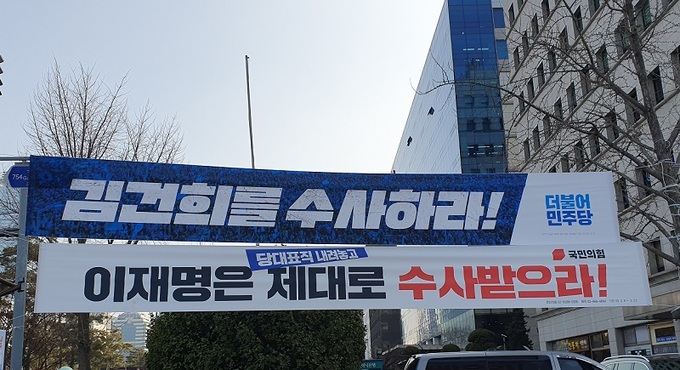 김건희를 수사하라!
더불어
민주당
당대표직 내려놓고
국민의힘
이재명은 제대로 수사받으라!